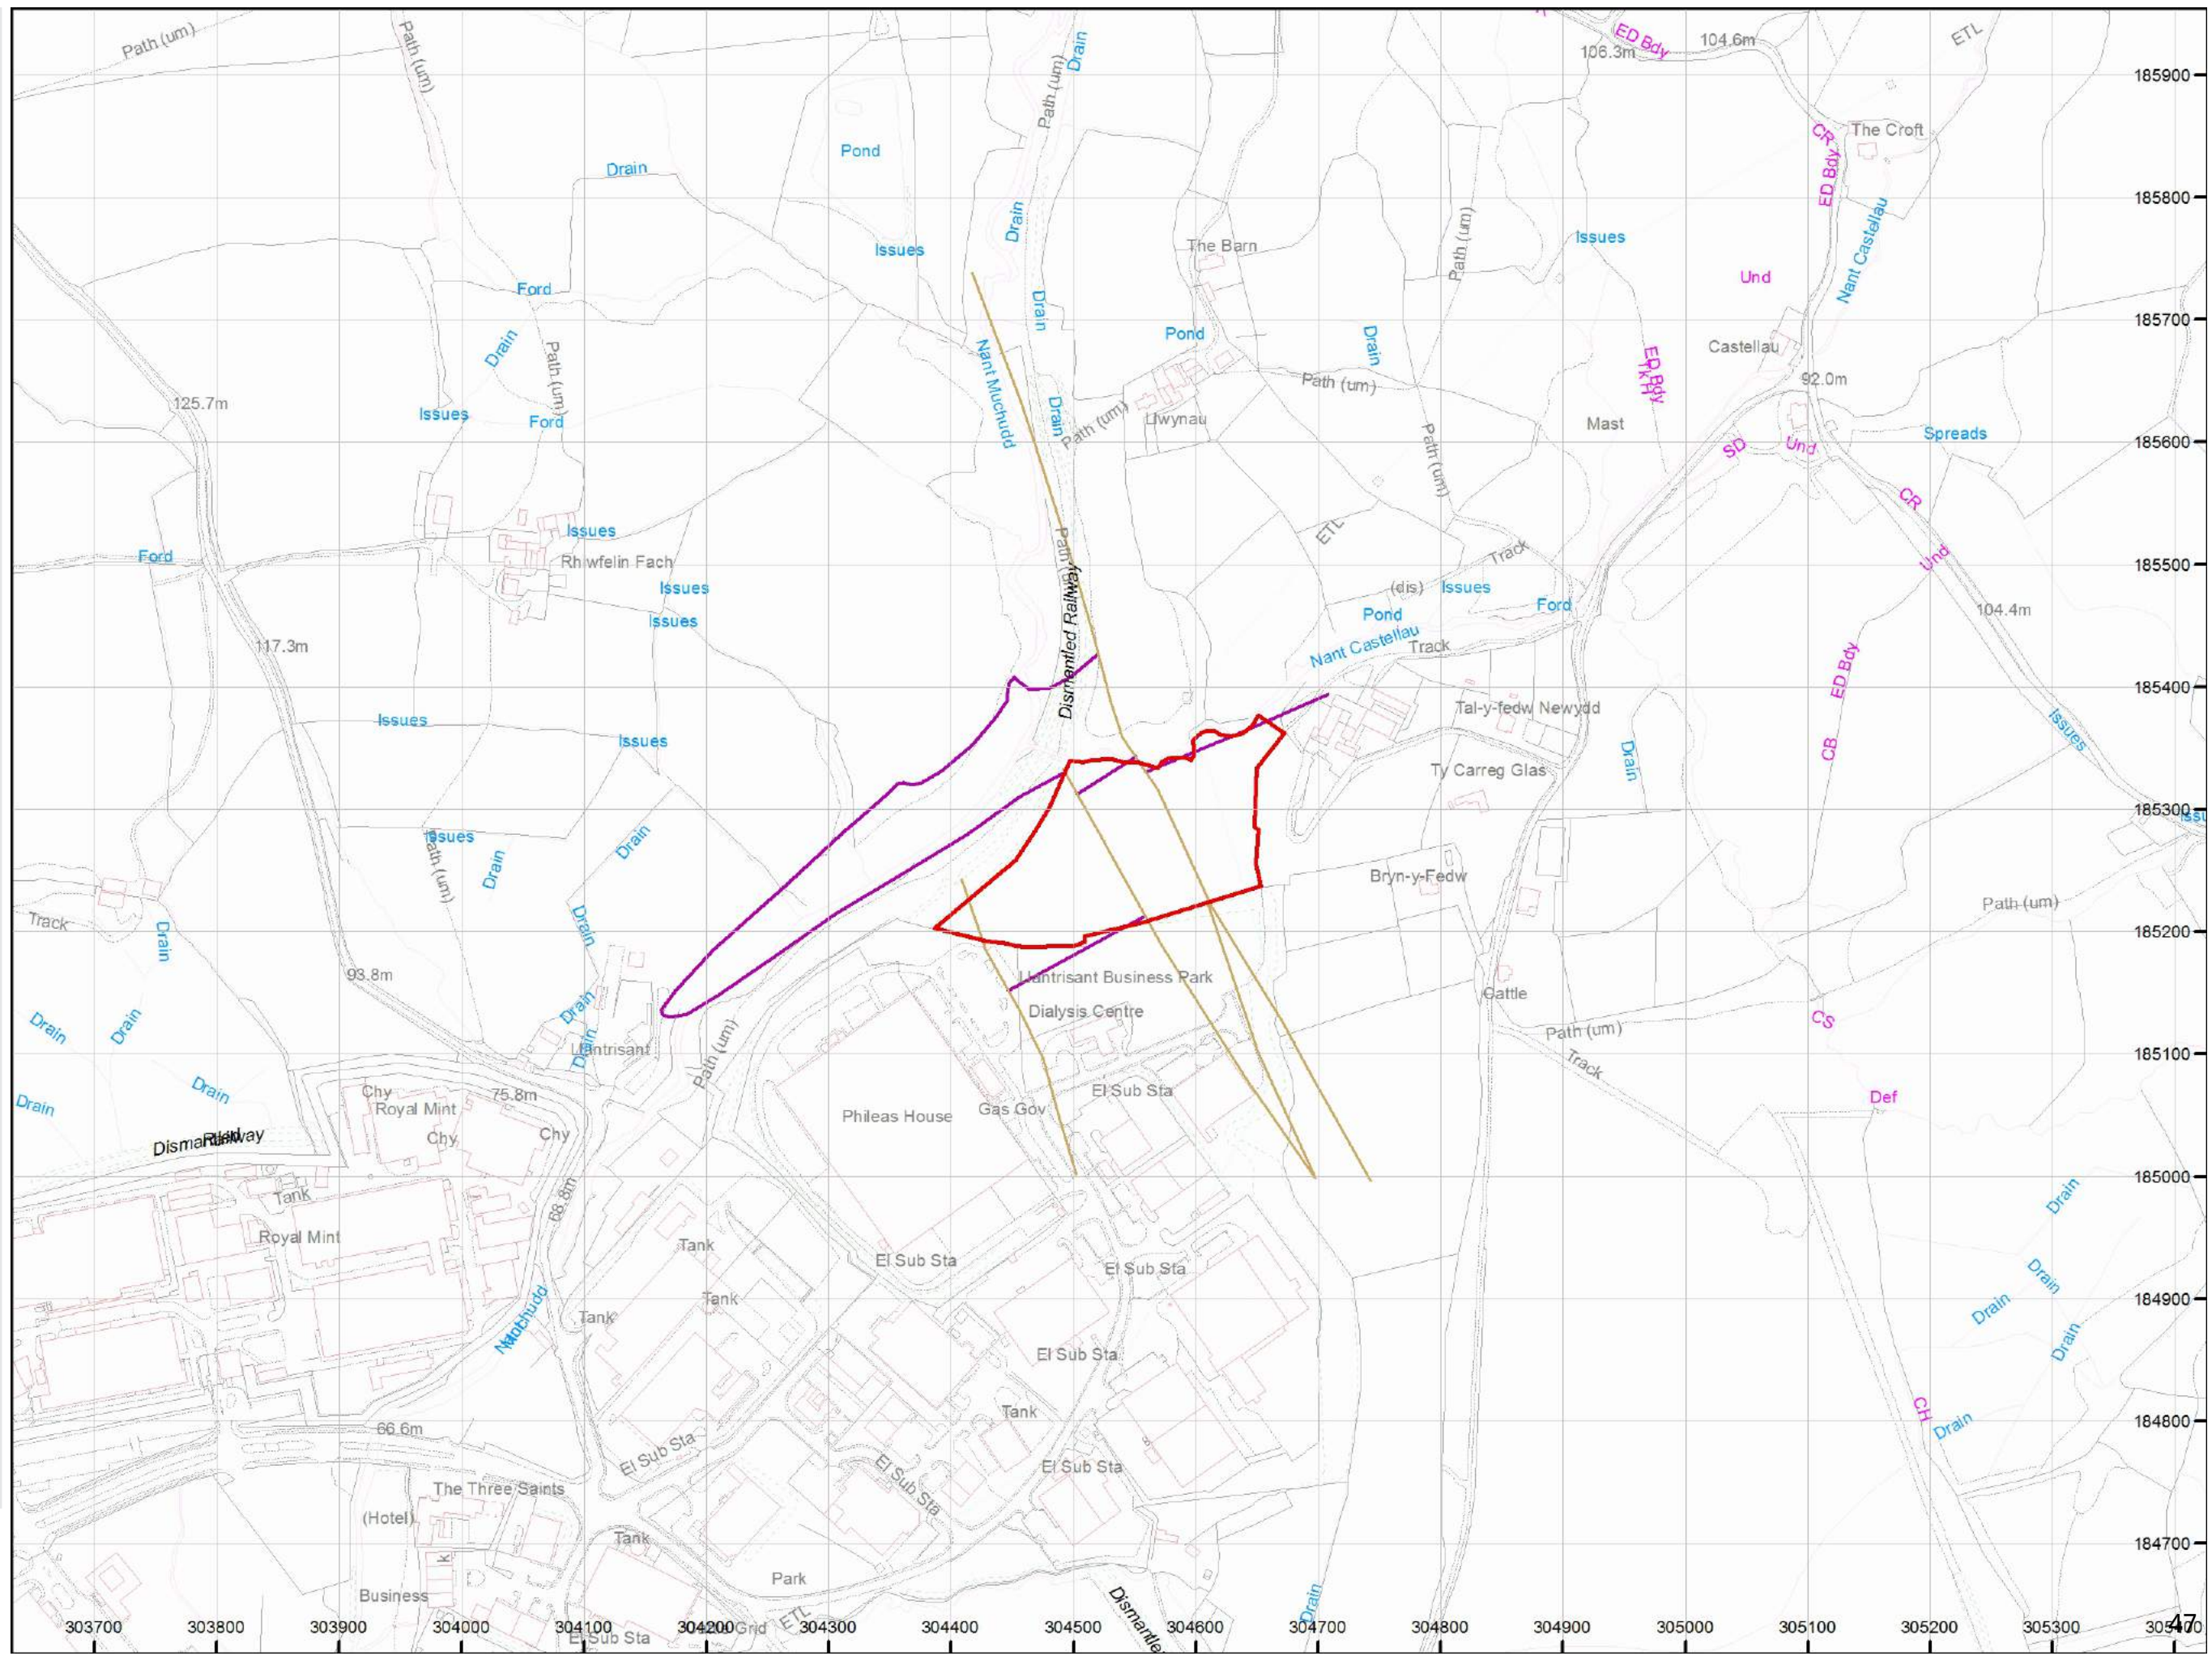 ED Bdy
104.6m
ETL
106.3m
Path (um)
Path (um)
Drain
Path (um)
185900
CR
The Croft
Pond
Drain
ED Bdy
185800
Drain
Path (um)
Nant Castellau
Issues
The Barn
Issues
Und
Ford
Drain
Pond
Drain
185700
Drain
Path (um)
Nant Muchudd
Castellau
ED Bdy
Path (um)
92.0m
125.7m
Issues
Ford
Drain
Path (um)
Llwynau
Path (um)
Mast
SD
Und
Spreads
185600
Issues
ETL
CR
Ford
Rhiwfelin Fach
Path
Track
Und
185500
Issues
(dis)
Issues
Ford
Issues
Pond
104.4m
117.3m
Dismantled Railway
Nant Castellau
Track
ED Bdy
185400
Issues
Tal-y-fedw Newydd
Issues
Issues
Drain
CB
Ty Carreg Glas
185300
Issues
Path (um)
Drain
Drain
Bryn-y-Fedw
Path (um)
Track
Drain
Drain
185200
93.8m
Llantrisant Business Park
Cattle
Drain
Drain
Drain
Dialysis Centre
CS
Path (um)
Drain
Llantrisant
Path (um)
Track
185100
Drain
Drain
Chy
Royal Mint
75.8m
El Sub Sta
Def
Phileas House
Gas Gov
Dismantled
Railway
Chy
Chy
185000
Tank
68.8m
Drain
Royal Mint
Tank
El Sub Sta
El Sub Sta
Drain
Tank
184900
Nant
Muchudd
Tank
Drain
Drain
El Sub Sta
Tank
CH
Drain
184800
66.6m
El Sub Sta
El Sub Sta
El Sub Sta
The Three Saints
(Hotel)
Tank
184700
Park
Business
Drain
ETL
Grid
El Sub Sta
303700
303800
303900
304000
304100
304200
304300
304400
304500
304600
304700
304800
304900
305000
305100
305200
305300
47